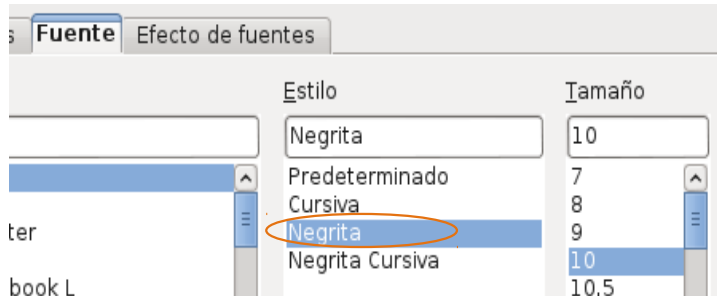 s Fuente Efecto de fuentes
Estilo Tamaño
Negrita 10
Predeterminado 7
Cursiva 8
ter Negrita 9
Negrita Cursiva 10
book L 10,5